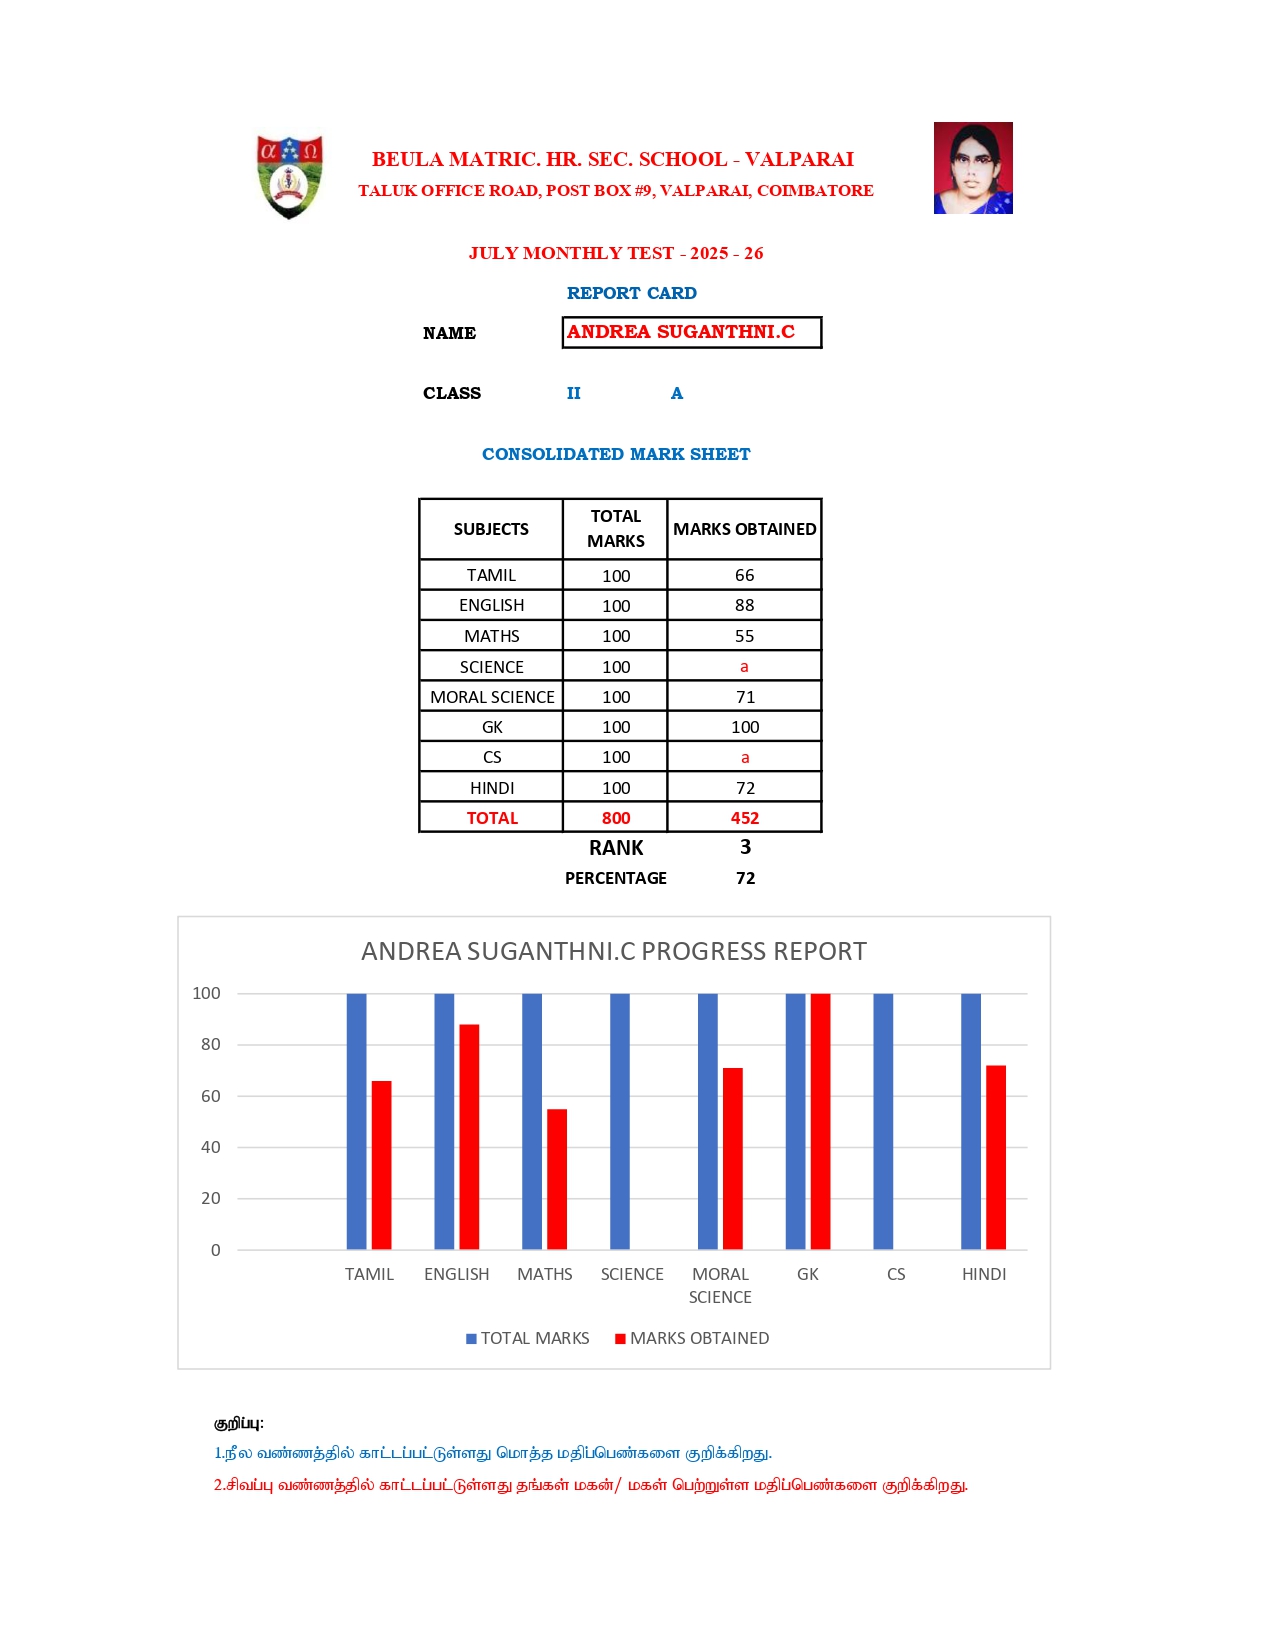 α Ω
BEULA MATRIC. HR. SEC. SCHOOL - VALPARAI
TALUK OFFICE ROAD, POST BOX #9, VALPARAI, COIMBATORE
JULY MONTHLY TEST - 2025 - 26
REPORT CARD
NAME ANDREA SUGANTHNI.C
CLASS II A
CONSOLIDATED MARK SHEET
SUBJECTS TOTAL MARKS MARKS OBTAINED
TAMIL 100 66
ENGLISH 100 88
MATHS 100 55
SCIENCE 100 a
MORAL SCIENCE 100 71
GK 100 100
CS 100 a
HINDI 100 72
TOTAL 800 452
RANK 3
PERCENTAGE 72
ANDREA SUGANTHNI.C PROGRESS REPORT
100
80
60
40
20
0
TAMIL ENGLISH MATHS SCIENCE MORAL SCIENCE GK CS HINDI
TOTAL MARKS MARKS OBTAINED
குறிப்பு:
1.நீல வண்ணத்தில் காட்டப்பட்டுள்ளது மொத்த மதிப்பெண்களை குறிக்கிறது.
2.சிவப்பு வண்ணத்தில் காட்டப்பட்டுள்ளது தங்கள் மகன்/ மகள் பெற்றுள்ள மதிப்பெண்களை குறிக்கிறது.